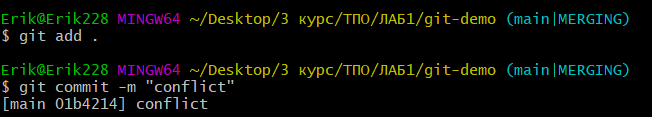 Erik@Erik228 MINGW64 ~/Desktop/3 курс/ТПО/ЛАБ1/git-demo (main|MERGING)
$ git add .
Erik@Erik228 MINGW64 ~/Desktop/3 курс/ТПО/ЛАБ1/git-demo (main|MERGING)
$ git commit -m "conflict"
[main 01b4214] conflict